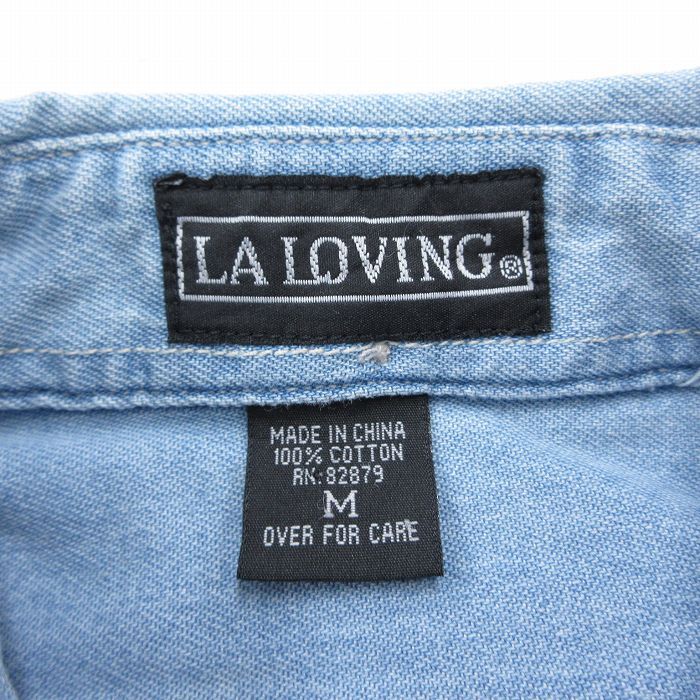 LA LOVING®
MADE IN CHINA
100% COTTON
RN:82879
M
OVER FOR CARE